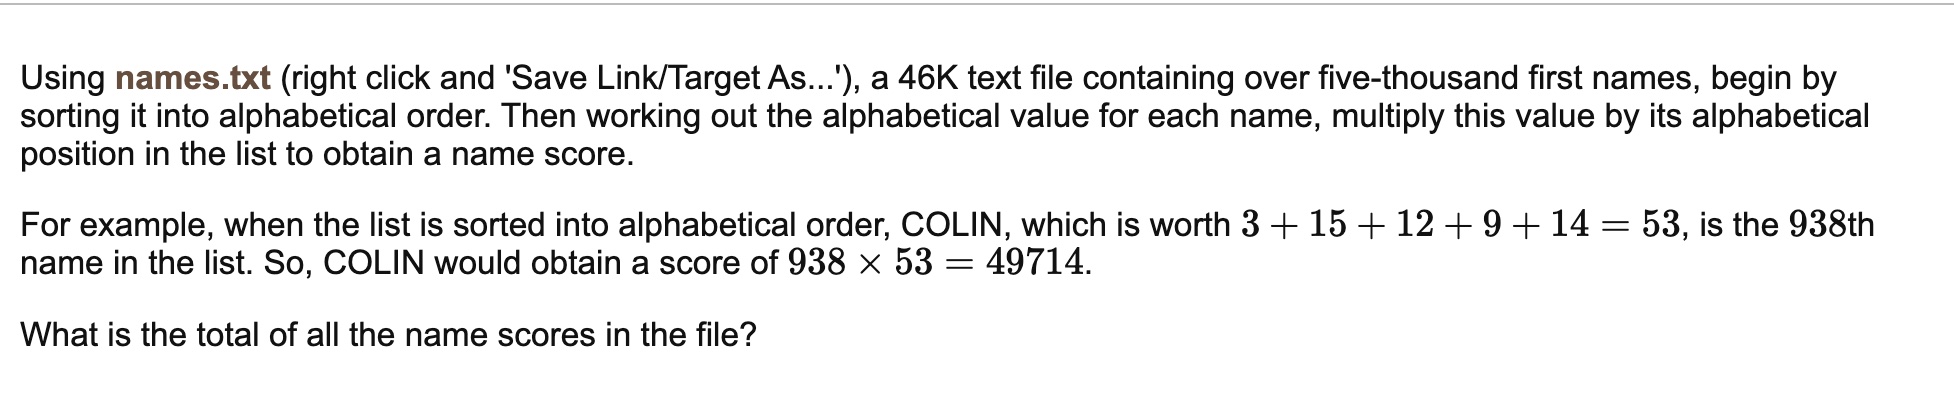 Using names.txt (right click and 'Save Link/Target As...'), a 46K text file containing over five-thousand first names, begin by
sorting it into alphabetical order. Then working out the alphabetical value for each name, multiply this value by its alphabetical
position in the list to obtain a name score.
For example, when the list is sorted into alphabetical order, COLIN, which is worth 3 + 15 + 12 + 9 + 14 = 53, is the 938th
name in the list. So, COLIN would obtain a score of 938 × 53 = 49714.
What is the total of all the name scores in the file?